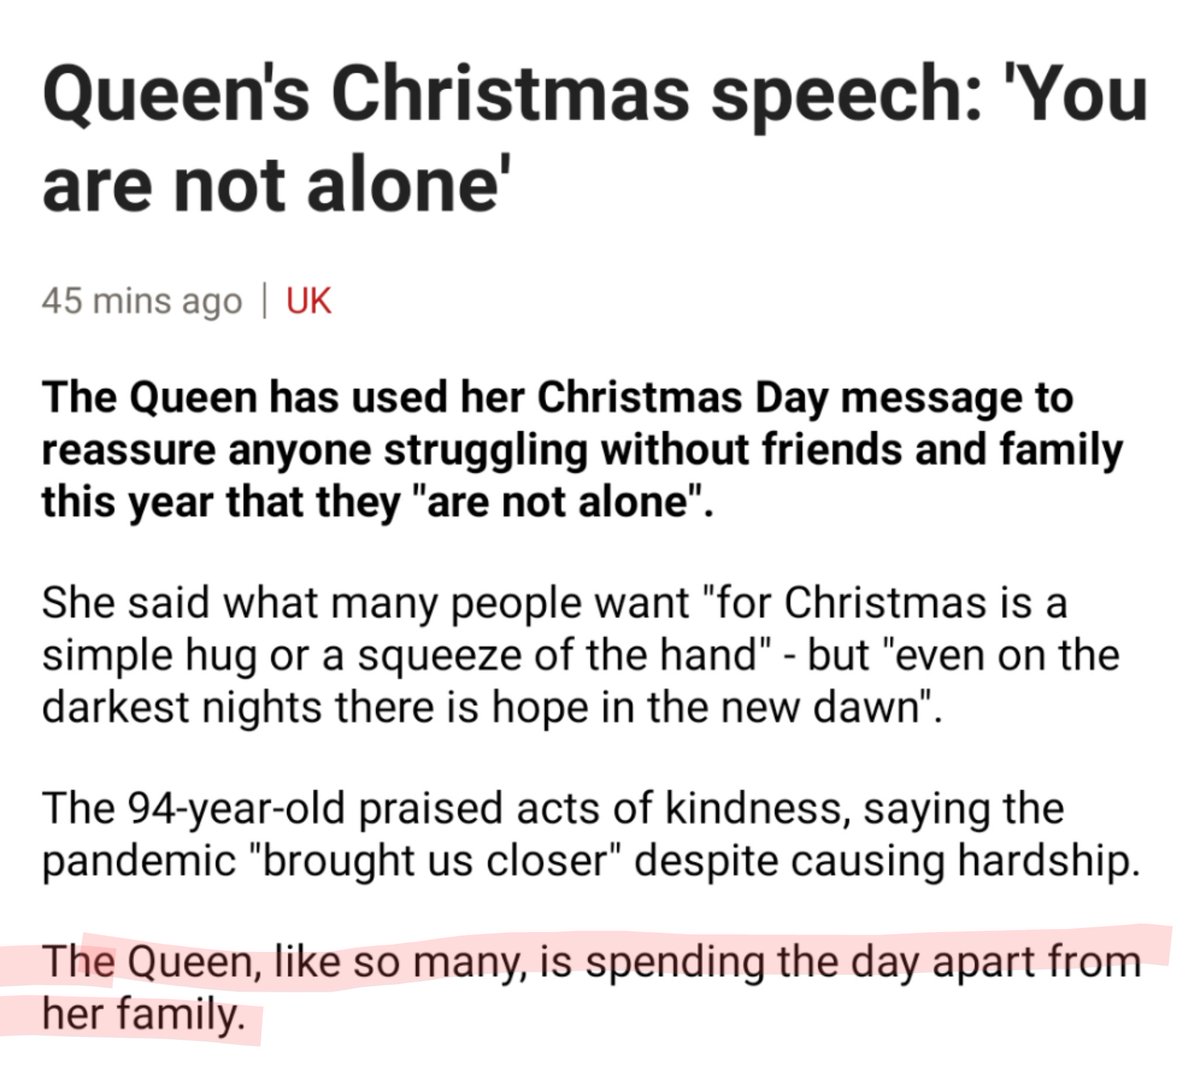 Queen's Christmas speech: 'You
are not alone'
45 mins ago | UK
The Queen has used her Christmas Day message to
reassure anyone struggling without friends and family
this year that they "are not alone".
She said what many people want "for Christmas is a
simple hug or a squeeze of the hand" - but "even on the
darkest nights there is hope in the new dawn".
The 94-year-old praised acts of kindness, saying the
pandemic "brought us closer" despite causing hardship.
The Queen, like so many, is spending the day apart from
her family.